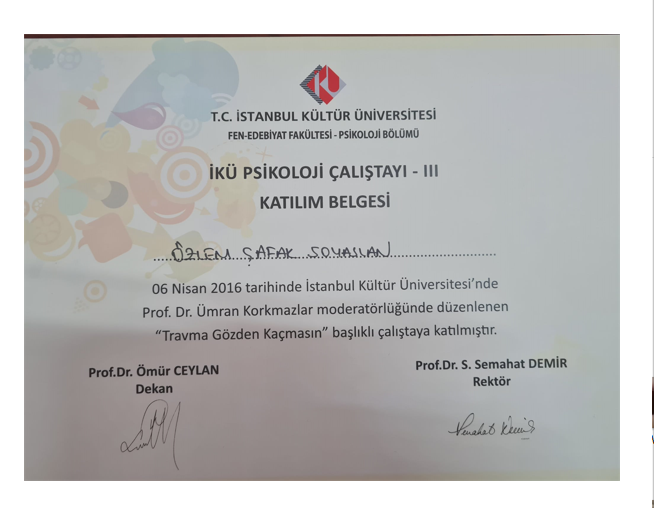 T.C. İSTANBUL KÜLTÜR ÜNİVERSİTESİ
FEN-EDEBİYAT FAKÜLTESİ - PSİKOLOJİ BÖLÜMÜ
İKÜ PSİKOLOJİ ÇALIŞTAYI - III
KATILIM BELGESİ
ÖZLEM ŞAFAK SOYASLAN
06 Nisan 2016 tarihinde İstanbul Kültür Üniversitesi'nde
Prof. Dr. Ümran Korkmazlar moderatörlüğünde düzenlenen
“Travma Gözden Kaçmasın” başlıklı çalıştaya katılmıştır.
Prof.Dr. Ömür CEYLAN
Dekan
Prof.Dr. S. Semahat DEMİR
Rektör